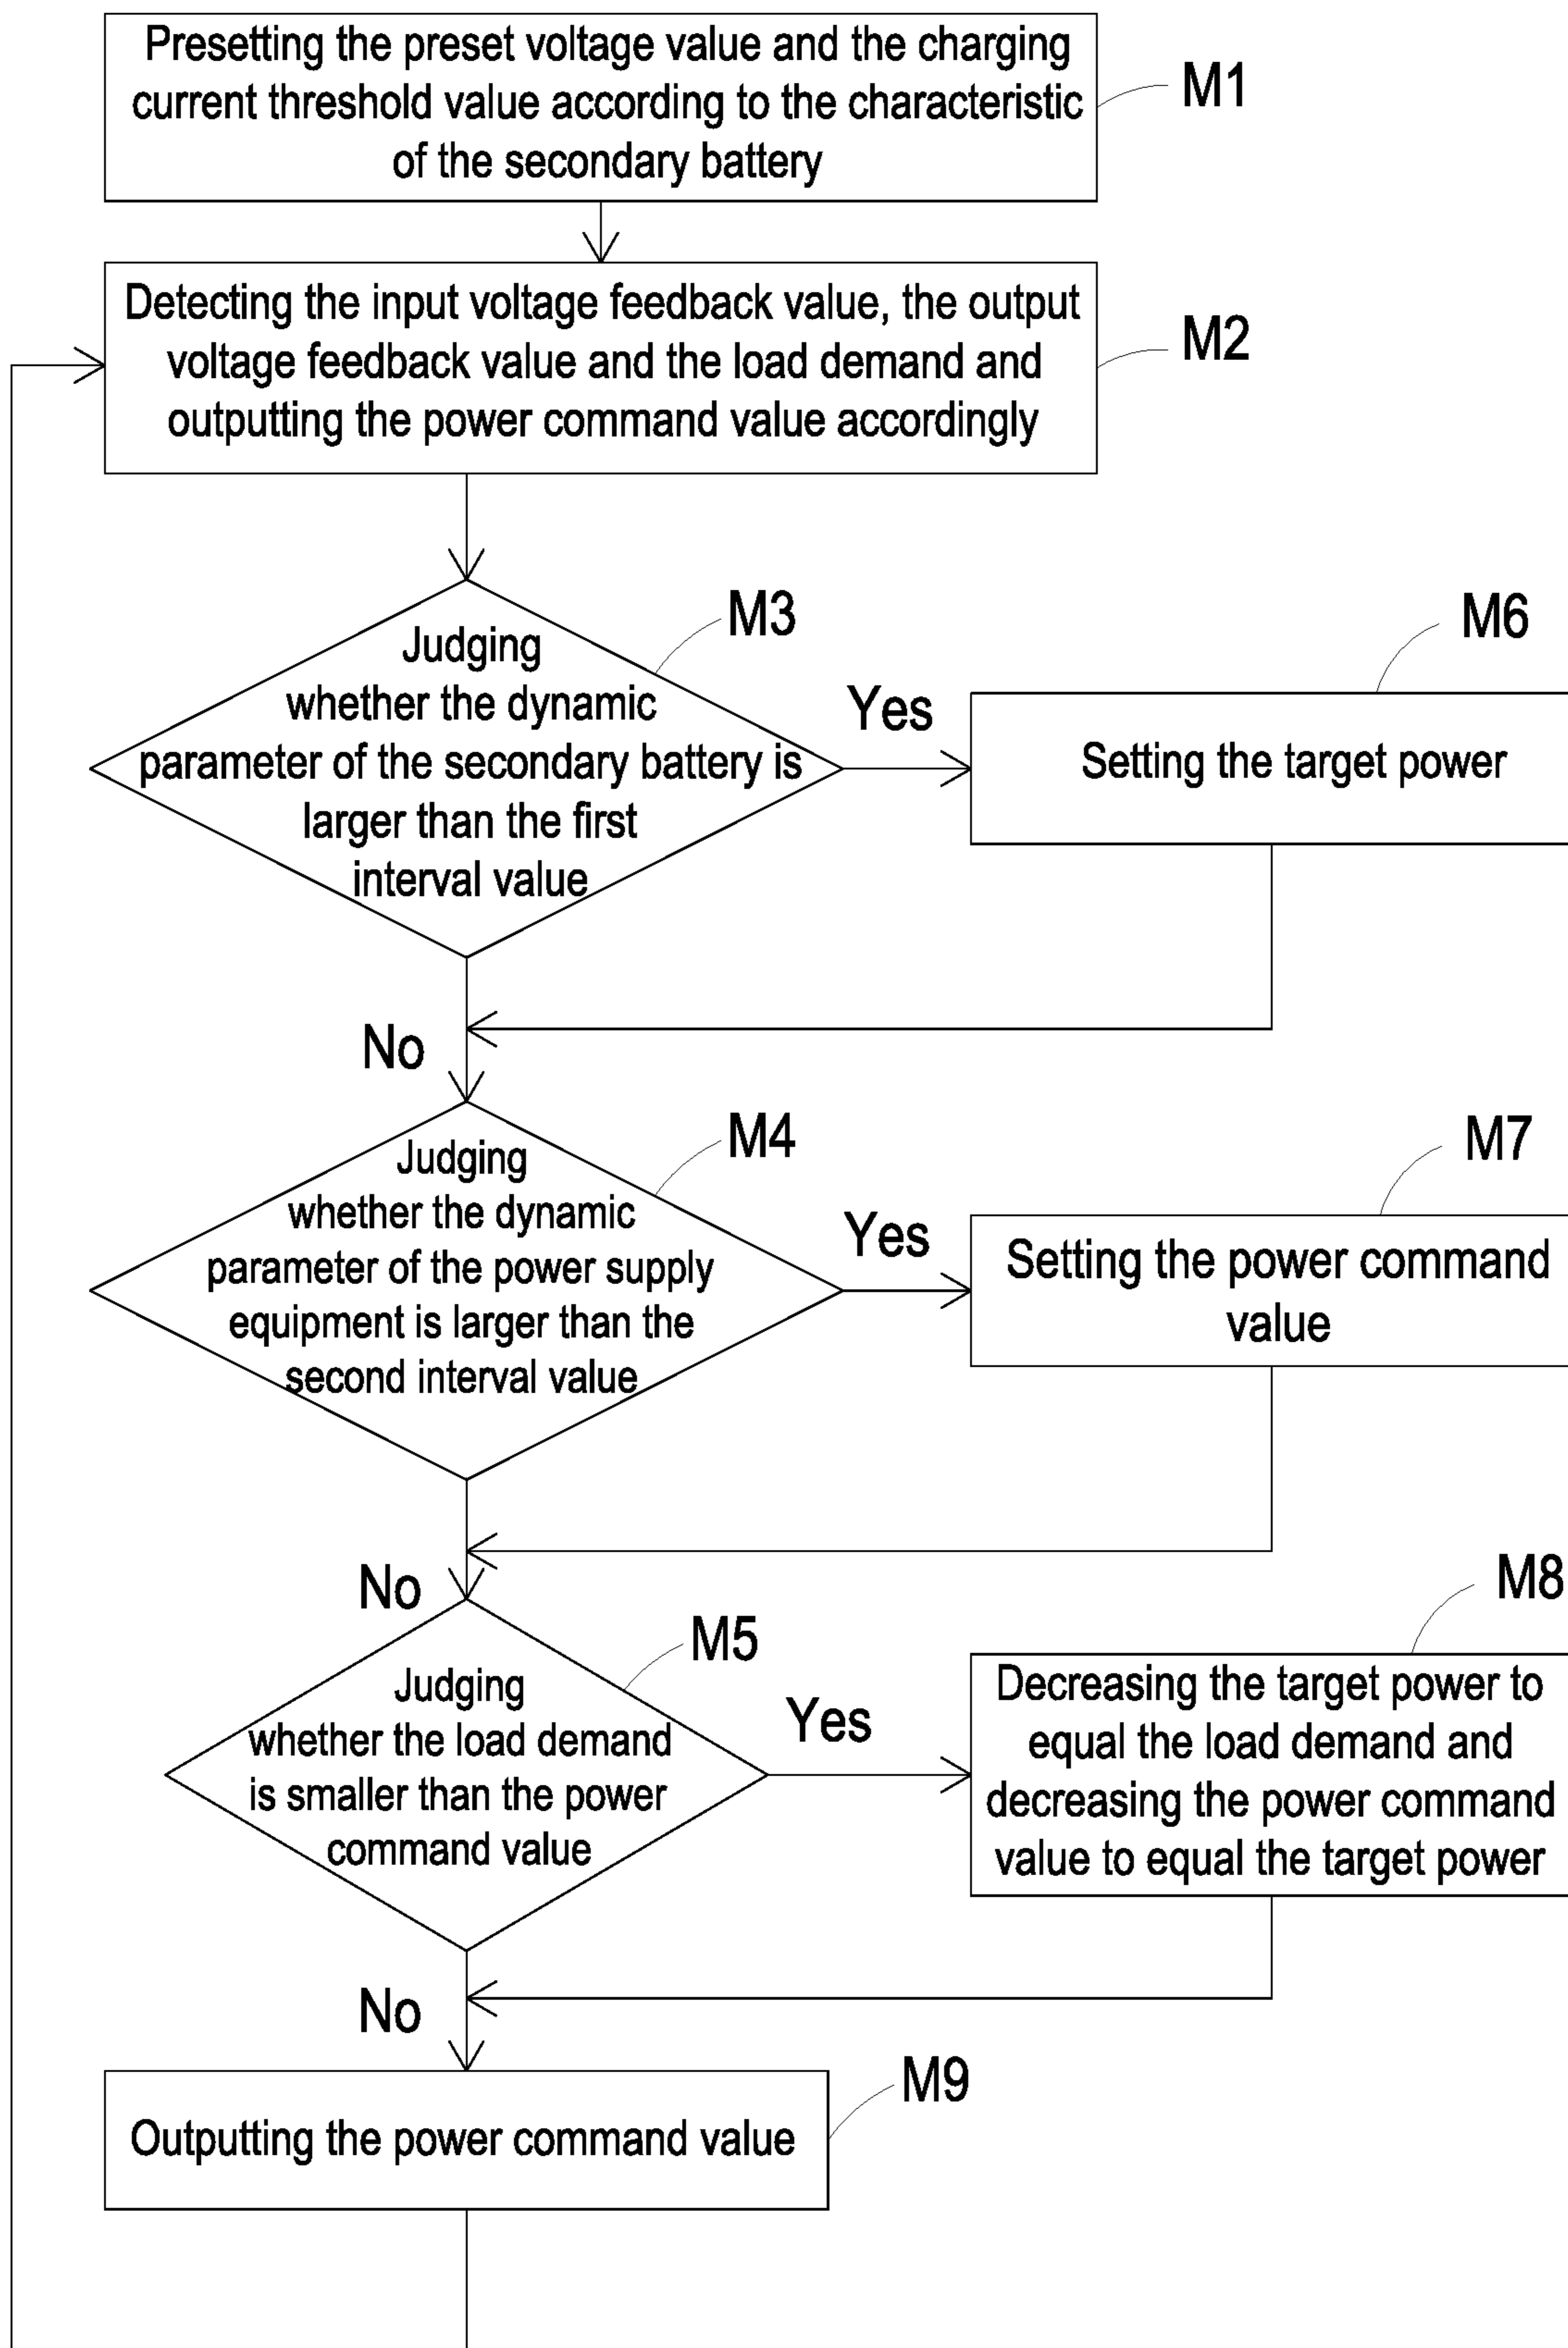 Presetting the preset voltage value and the charging
current threshold value according to the characteristic
of the secondary battery
M1
Detecting the input voltage feedback value, the output
voltage feedback value and the load demand and
outputting the power command value accordingly
M2
Judging
whether the dynamic
parameter of the secondary battery is
larger than the first
interval value
M3
Yes
Setting the target power
M6
No
Judging
whether the dynamic
parameter of the power supply
equipment is larger than the
second interval value
M4
Yes
Setting the power command
value
M7
No
Judging
whether the load demand
is smaller than the power
command value
M5
Yes
Decreasing the target power to
equal the load demand and
decreasing the power command
value to equal the target power
M8
No
Outputting the power command value
M9